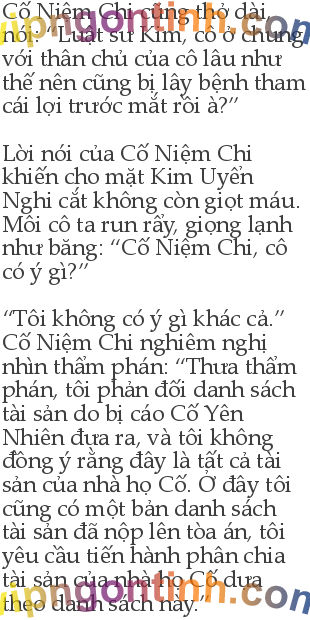 Cố Niệm Chi cũng thở dài,
nói: “Luật sư Kim, cô ở chung
với thân chủ của cô lâu như
thế nên cũng bị lây bệnh tham
cái lợi trước mắt rồi à?”
Lời nói của Cố Niệm Chi
khiến cho mặt Kim Uyển
Nghi cắt không còn giọt máu.
Môi cô ta run rẩy, giọng lạnh
như băng: “Cố Niệm Chi, cô
có ý gì?”
“Tôi không có ý gì khác cả.”
Cố Niệm Chi nghiêm nghị
nhìn thẩm phán: “Thưa thẩm
phán, tôi phản đối danh sách
tài sản do bị cáo Cố Yên
Nhiên đưa ra, và tôi không
đồng ý rằng đây là tất cả tài
sản của nhà họ Cố. Ở đây tôi
cũng có một bản danh sách
tài sản đã nộp lên tòa án, tôi
yêu cầu tiến hành phân chia
tài sản của nhà họ Cố dựa
theo danh sách này.”